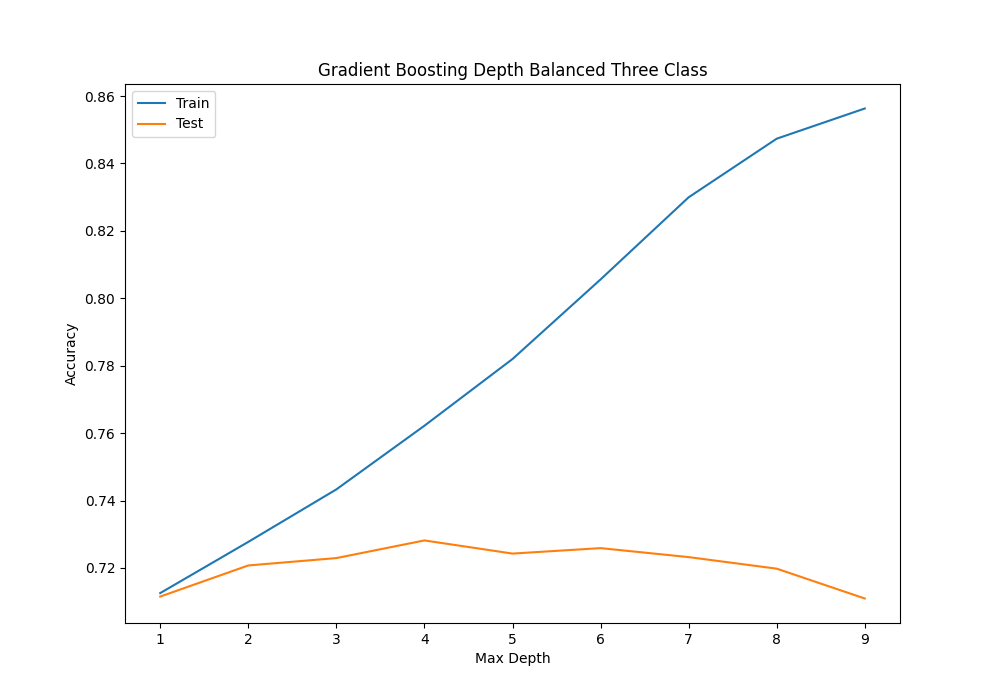 Gradient Boosting Depth Balanced Three Class
Train
Test
0.86
0.84
0.82
0.80
0.78
0.76
0.74
0.72
Accuracy
1 2 3 4 5 6 7 8 9
Max Depth